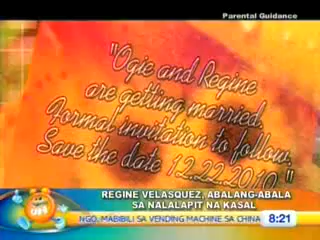 Parental Guidance
"Ogie and Regine
are getting married.
Formal invitation to follow.
Save the date 12.22.2010."
REGINE VELASQUEZ, ABALANG-ABALA
SA NALALAPIT NA KASAL
NGO, MABIBILI SA VENDING MACHINE SA CHINA
8:21